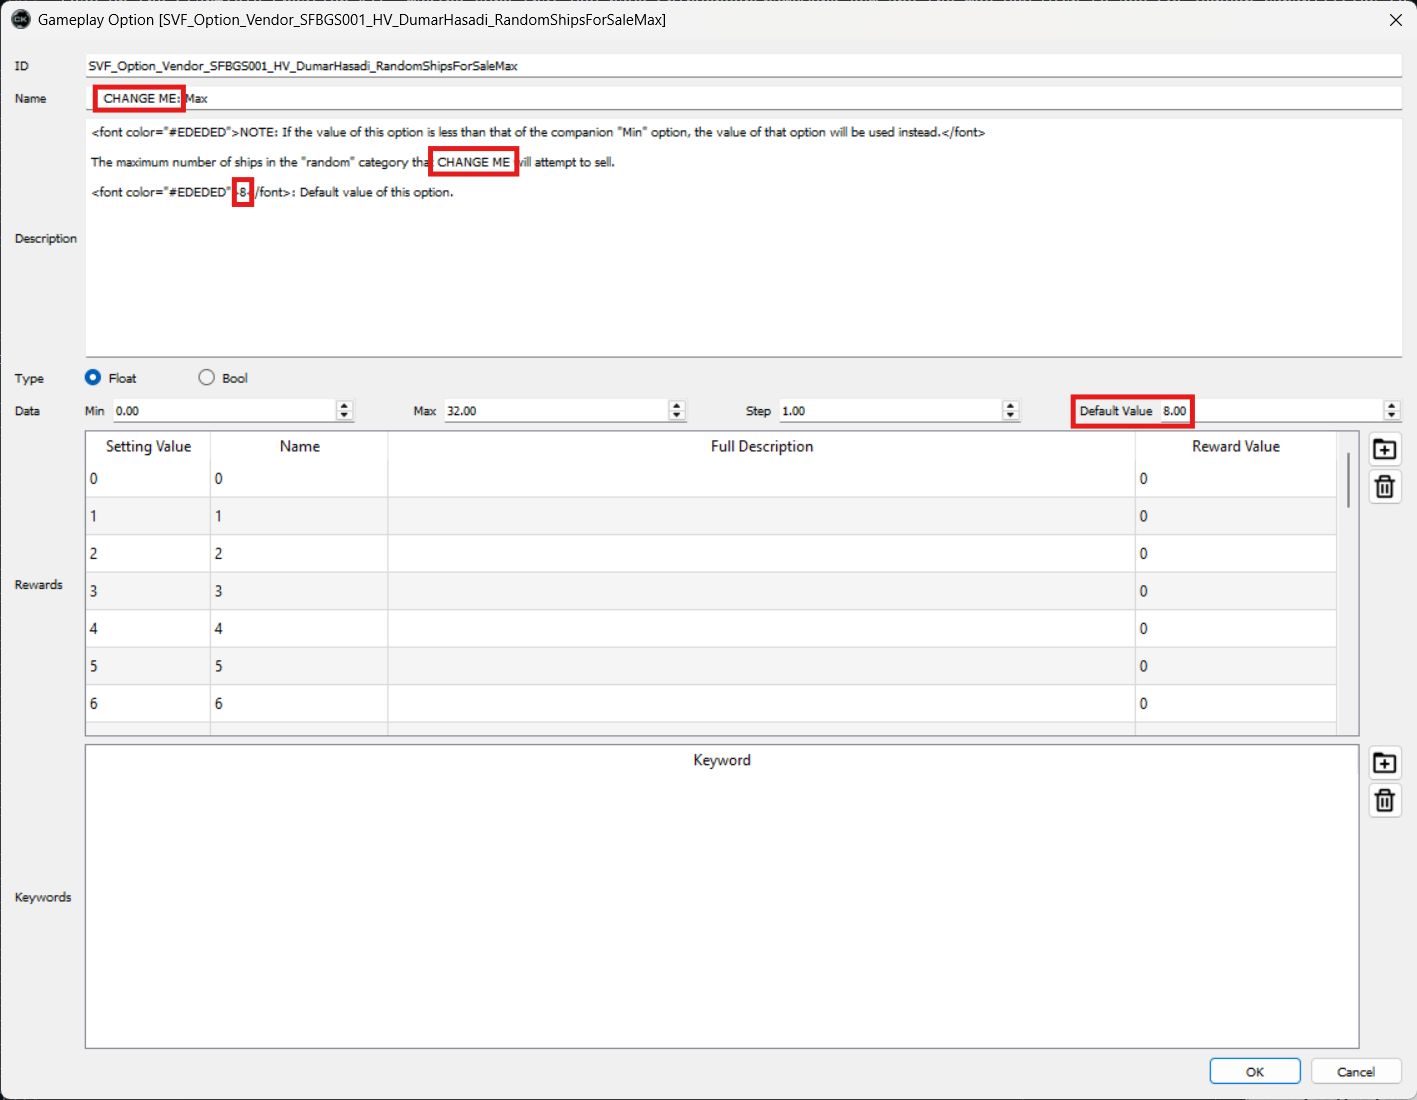 CK Gameplay Option [SVF_Option_Vendor_SFBGS001_HV_DumarHasadi_RandomShipsForSaleMax]
ID SVF_Option_Vendor_SFBGS001_HV_DumarHasadi_RandomShipsForSaleMax
Name CHANGE ME: Max
<font color="#EDEDED">NOTE: If the value of this option is less than that of the companion "Min" option, the value of that option will be used instead.</font>
The maximum number of ships in the "random" category tha CHANGE ME will attempt to sell.
<font color="#EDEDED" 8 /font>: Default value of this option.
Description
Type Float Bool
Data Min 0.00 Max 32.00 Step 1.00 Default Value 8.00
Setting Value Name Full Description Reward Value
0 0 0
1 1 0
2 2 0
3 3 0
4 4 0
5 5 0
6 6 0
Rewards
Keyword
Keywords
OK Cancel